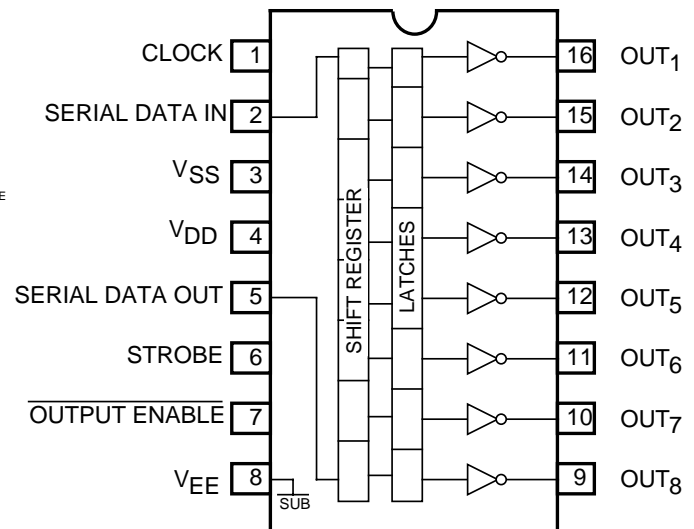 CLOCK 1 16 OUT1
SERIAL DATA IN 2 15 OUT2
VSS 3 14 OUT3
E
VDD 4 13 OUT4
SERIAL DATA OUT 5 12 OUT5
STROBE 6 11 OUT6
OUTPUT ENABLE 7 10 OUT7
VEE 8 9 OUT8
SUB
SHIFT REGISTER
LATCHES